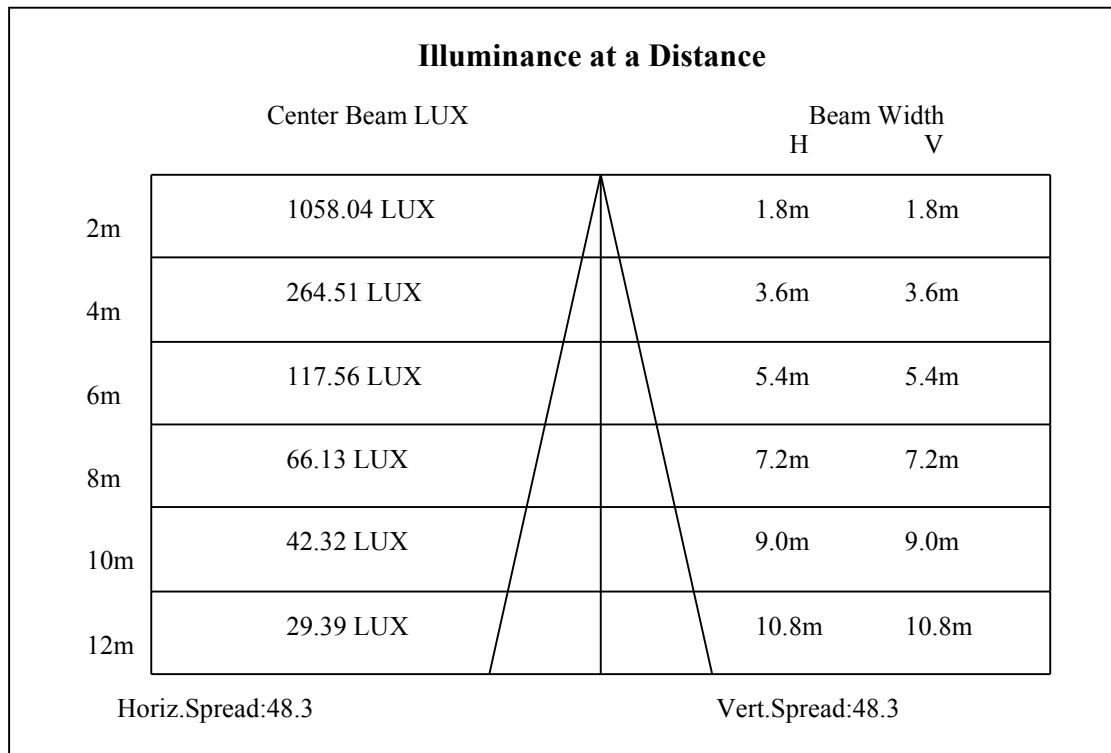 Illuminance at a Distance
Center Beam LUX Beam Width
H V
2m 1058.04 LUX 1.8m 1.8m
4m 264.51 LUX 3.6m 3.6m
6m 117.56 LUX 5.4m 5.4m
8m 66.13 LUX 7.2m 7.2m
10m 42.32 LUX 9.0m 9.0m
12m 29.39 LUX 10.8m 10.8m
Horiz.Spread:48.3 Vert.Spread:48.3